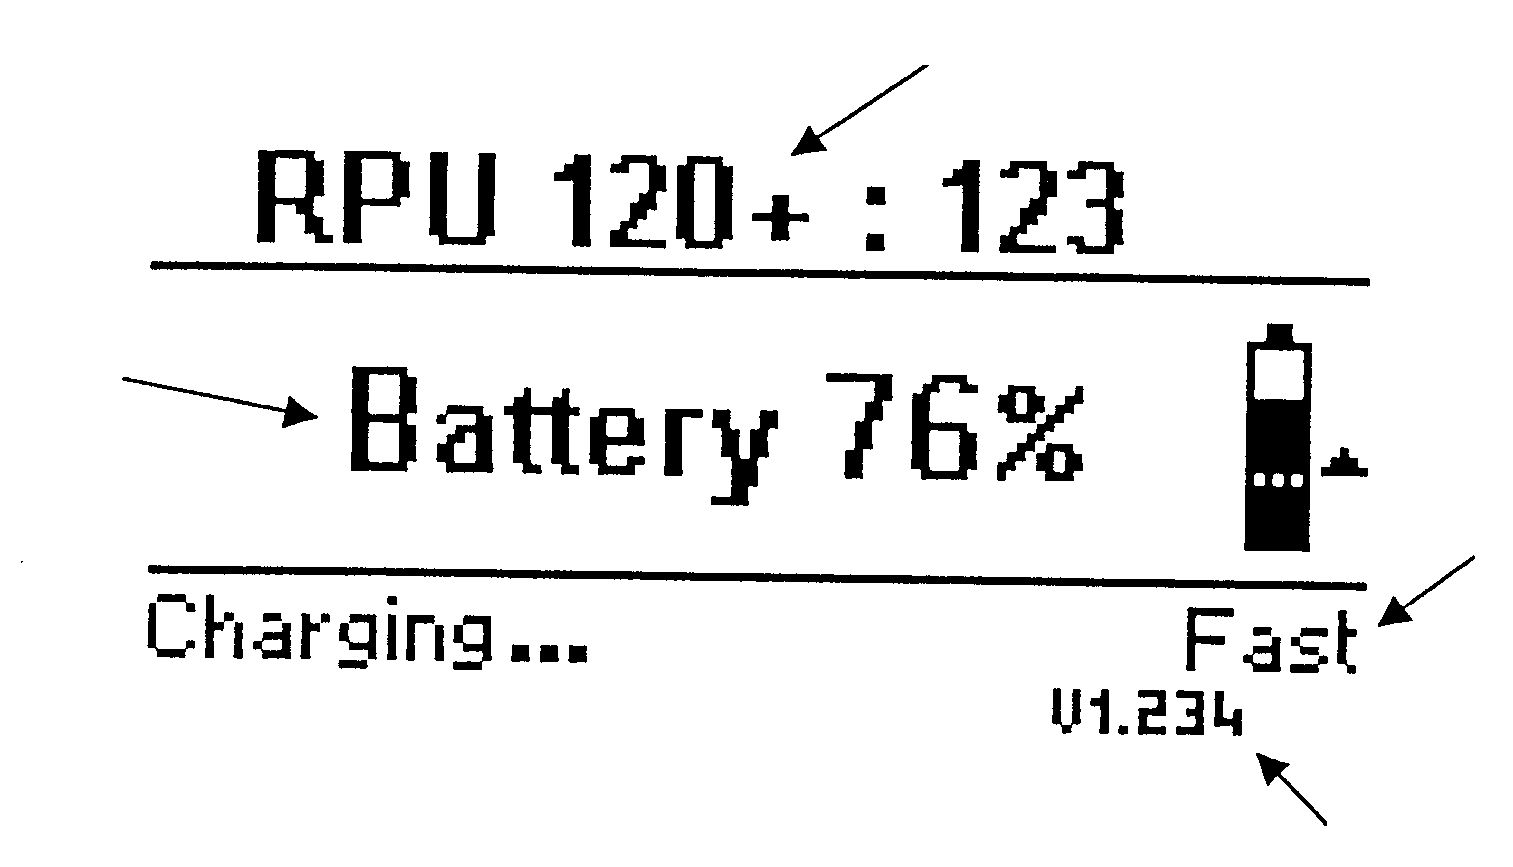 RPU 120+ : 123
Battery 76%
Charging... Fast
V1.234